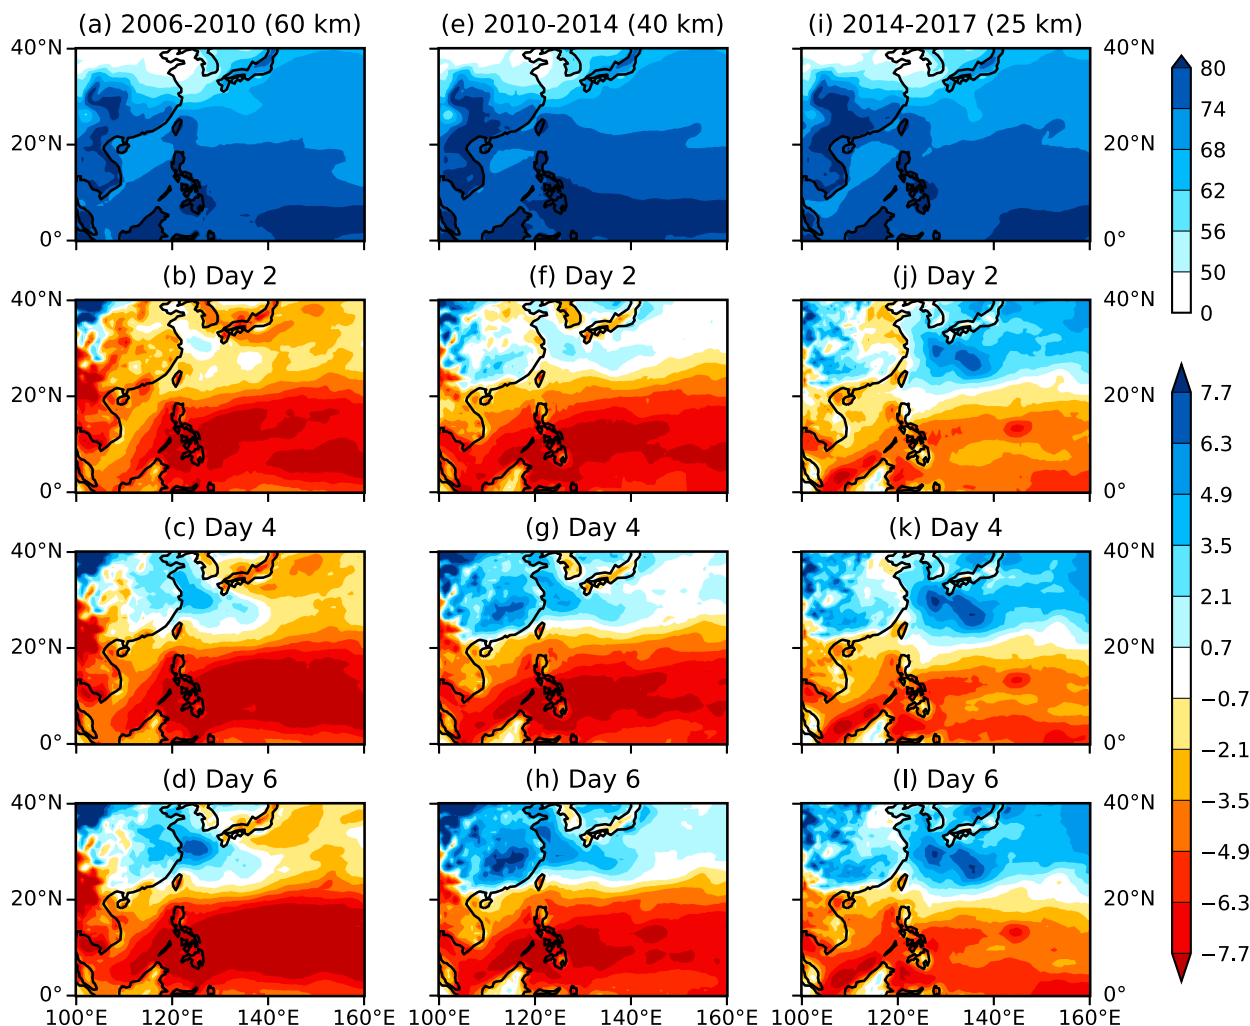 (a) 2006-2010 (60 km) (e) 2010-2014 (40 km) (i) 2014-2017 (25 km)
40°N 40°N 80
74
20°N 20°N 68
62
56
0° 0° 50
(b) Day 2 (f) Day 2 (j) Day 2
40°N 40°N 0
20°N 20°N 7.7
6.3
0° 0° 4.9
(c) Day 4 (g) Day 4 (k) Day 4
40°N 40°N 3.5
2.1
20°N 20°N 0.7
−0.7
0° 0° −2.1
(d) Day 6 (h) Day 6 (l) Day 6
40°N 40°N −3.5
−4.9
20°N 20°N −6.3
−7.7
0° 0°
100°E 120°E 140°E 160°E 100°E 120°E 140°E 160°E 100°E 120°E 140°E 160°E